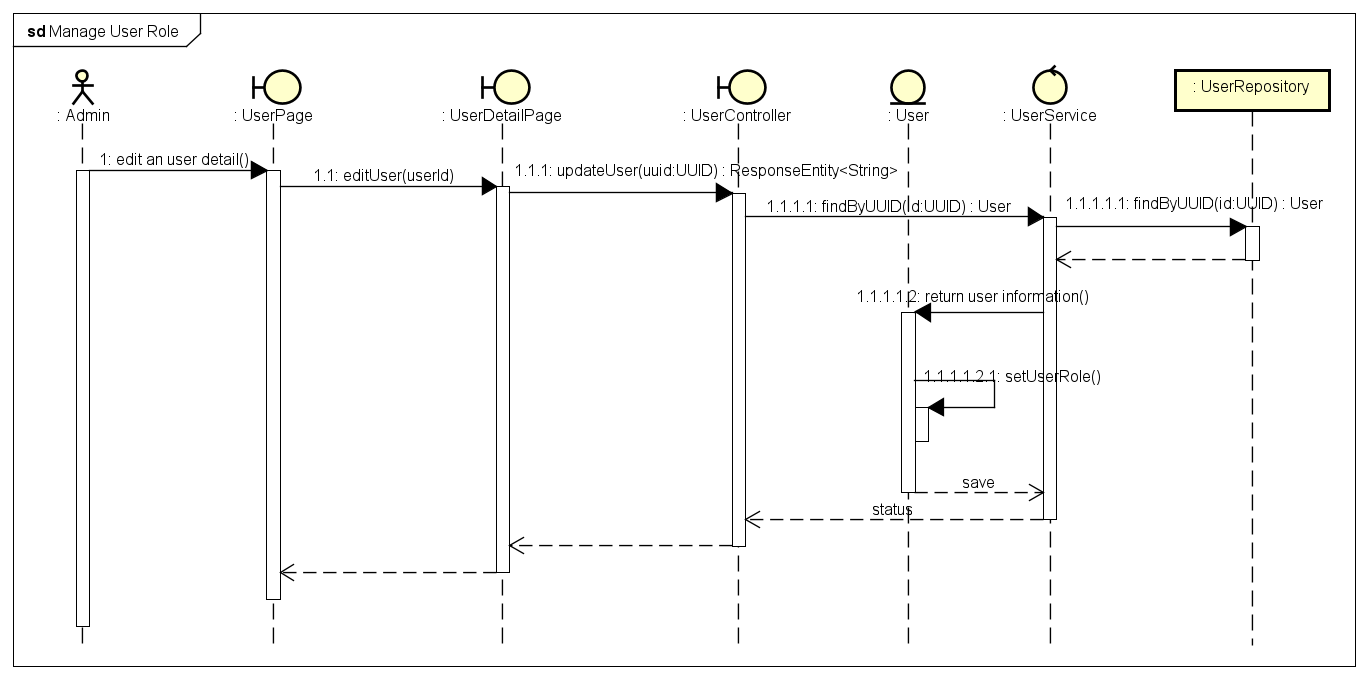 sd Manage User Role
: Admin
: UserPage
: UserDetailPage
: UserController
: User
: UserService
: UserRepository
1: edit an user detail()
1.1: editUser(userId)
1.1.1: updateUser(uuid:UUID) : ResponseEntity<String>
1.1.1.1: findByUUID(id:UUID) : User
1.1.1.1.1: findByUUID(id:UUID) : User
1.1.1.1.2: return user information()
1.1.1.1.2.1: setUserRole()
save
status